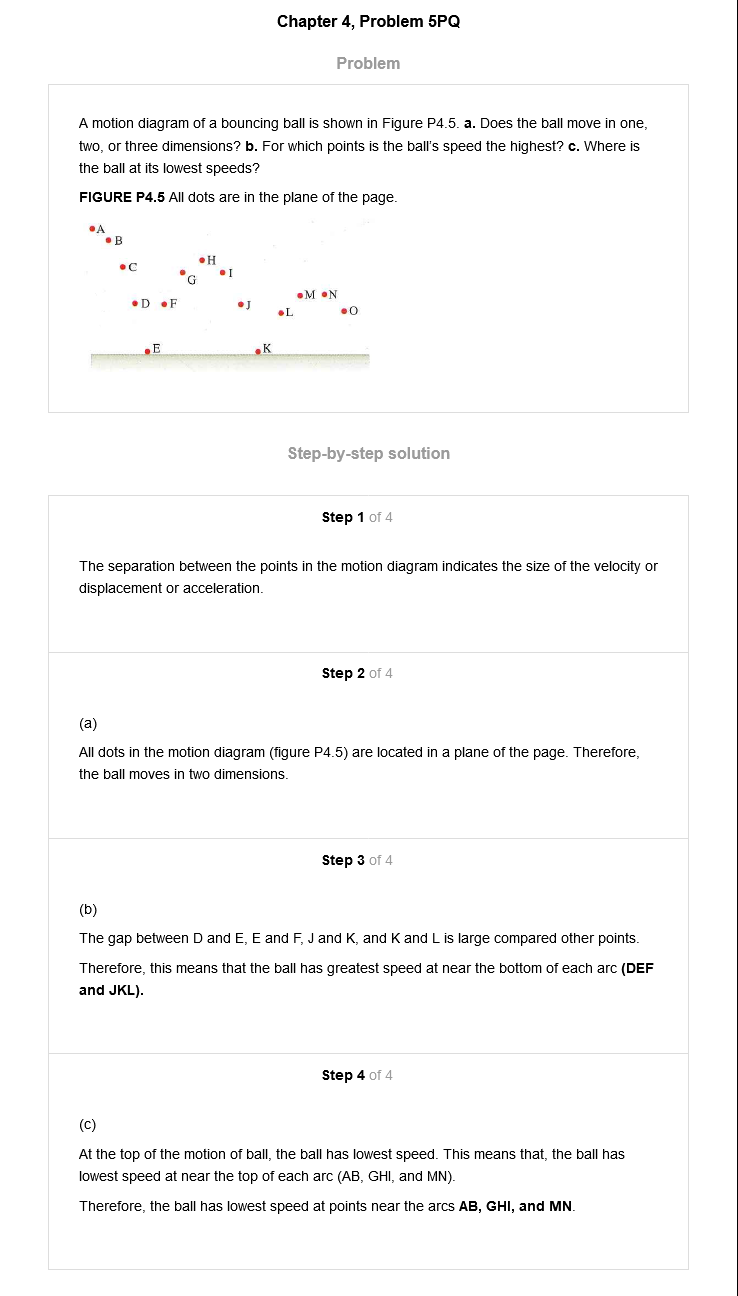 Chapter 4, Problem 5PQ
Problem
A motion diagram of a bouncing ball is shown in Figure P4.5. a. Does the ball move in one,
two, or three dimensions? b. For which points is the ball's speed the highest? c. Where is
the ball at its lowest speeds?
FIGURE P4.5 All dots are in the plane of the page.
A
B
C
D
E
F
G
H
I
J
K
L
M
N
O
Step-by-step solution
Step 1 of 4
The separation between the points in the motion diagram indicates the size of the velocity or
displacement or acceleration.
Step 2 of 4
(a)
All dots in the motion diagram (figure P4.5) are located in a plane of the page. Therefore,
the ball moves in two dimensions.
Step 3 of 4
(b)
The gap between D and E, E and F, J and K, and K and L is large compared other points.
Therefore, this means that the ball has greatest speed at near the bottom of each arc (DEF
and JKL).
Step 4 of 4
(c)
At the top of the motion of ball, the ball has lowest speed. This means that, the ball has
lowest speed at near the top of each arc (AB, GHI, and MN).
Therefore, the ball has lowest speed at points near the arcs AB, GHI, and MN.